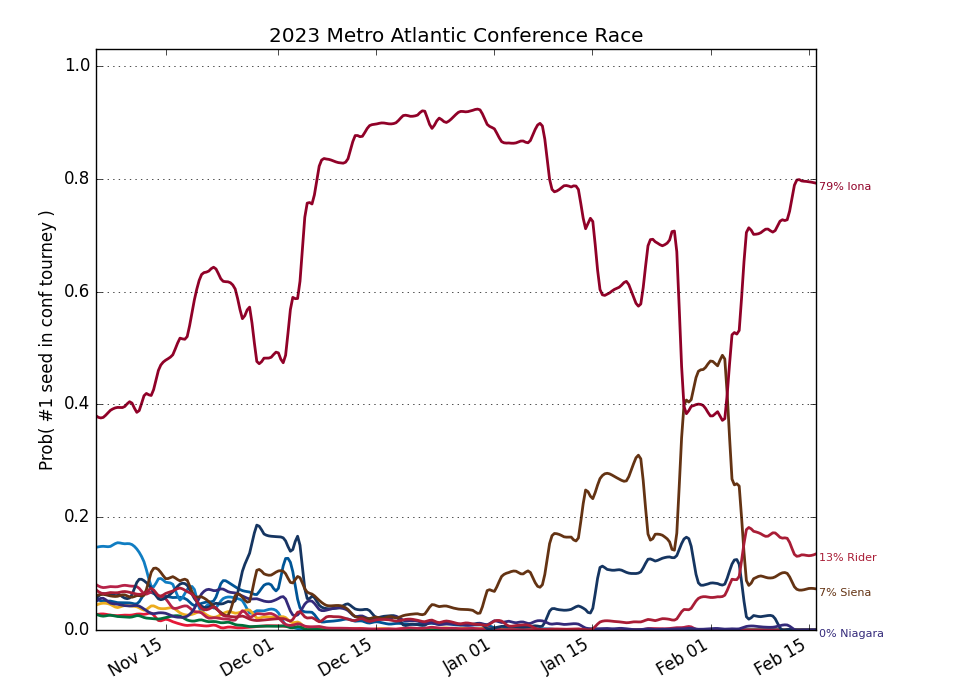 2023 Metro Atlantic Conference Race
Prob( #1 seed in conf tourney )
1.0
0.8
0.6
0.4
0.2
0.0
79% Iona
13% Rider
7% Siena
0% Niagara
Nov 15
Dec 01
Dec 15
Jan 01
Jan 15
Feb 01
Feb 15